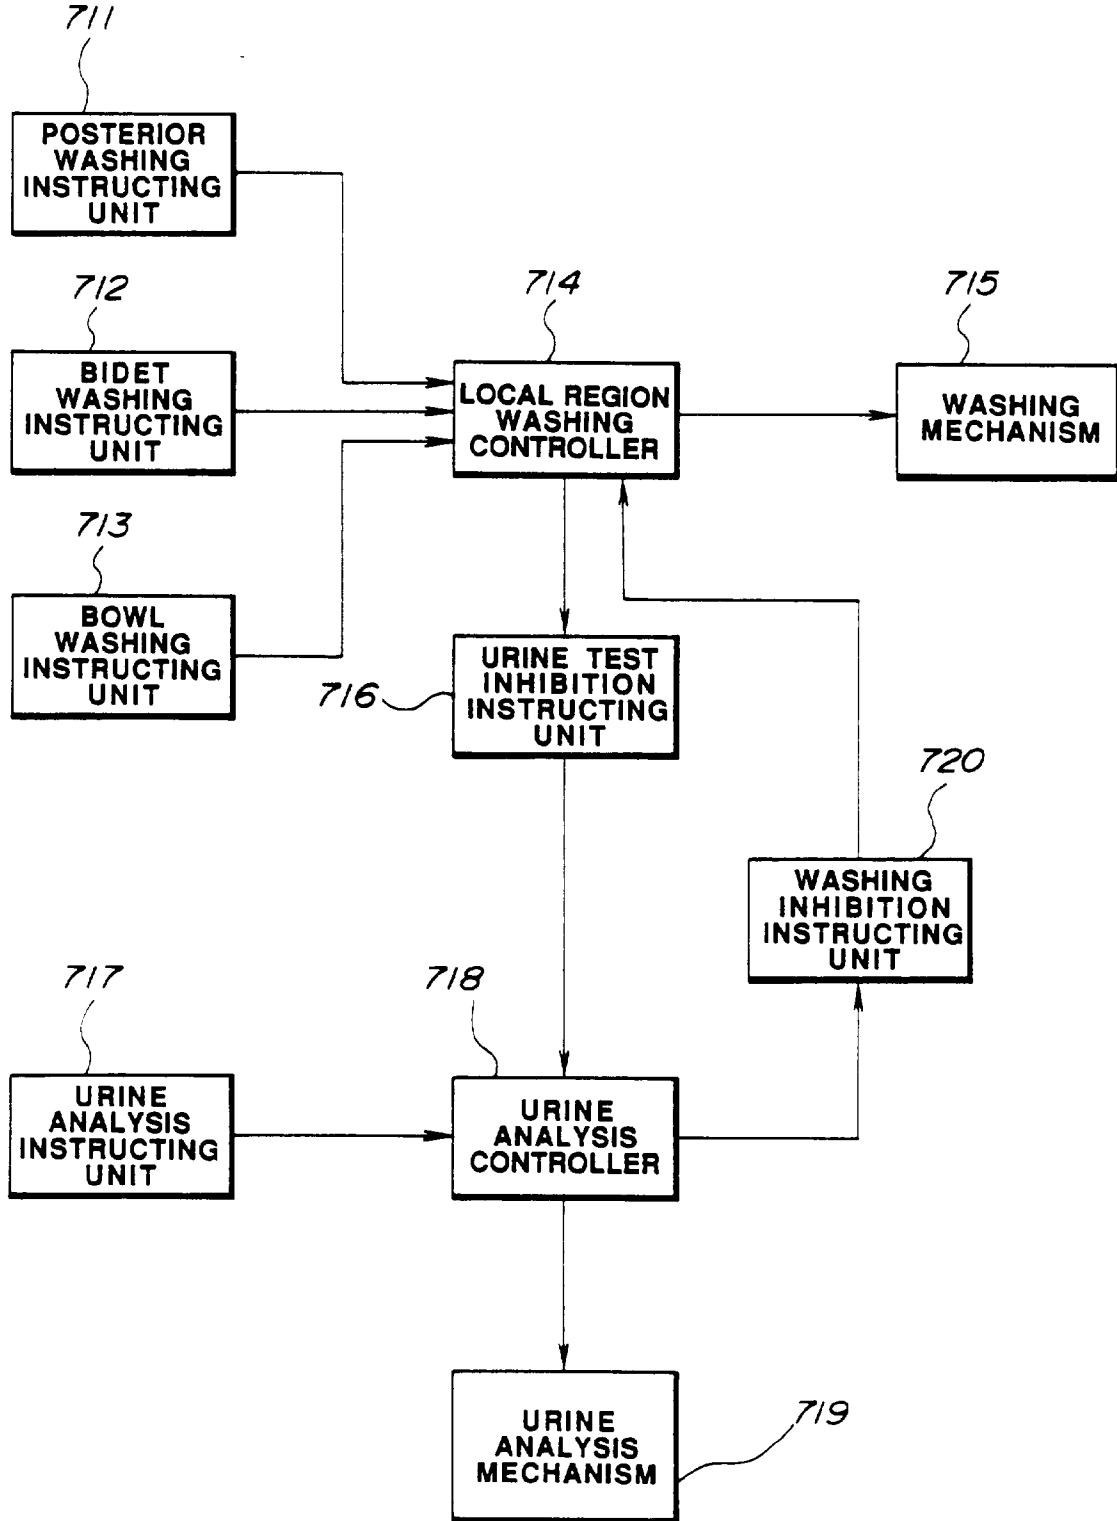 711
POSTERIOR
WASHING
INSTRUCTING
UNIT
712
BIDET
WASHING
INSTRUCTING
UNIT
713
BOWL
WASHING
INSTRUCTING
UNIT
714
LOCAL REGION
WASHING
CONTROLLER
715
WASHING
MECHANISM
716
URINE TEST
INHIBITION
INSTRUCTING
UNIT
720
WASHING
INHIBITION
INSTRUCTING
UNIT
717
URINE
ANALYSIS
INSTRUCTING
UNIT
718
URINE
ANALYSIS
CONTROLLER
719
URINE
ANALYSIS
MECHANISM